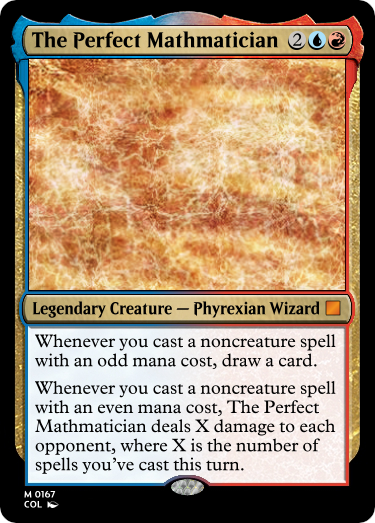 The Perfect Mathmatician 2
Legendary Creature — Phyrexian Wizard
Whenever you cast a noncreature spell
with an odd mana cost, draw a card.
Whenever you cast a noncreature spell
with an even mana cost, The Perfect
Mathmatician deals X damage to each
opponent, where X is the number of
spells you've cast this turn.
M 0167
COL